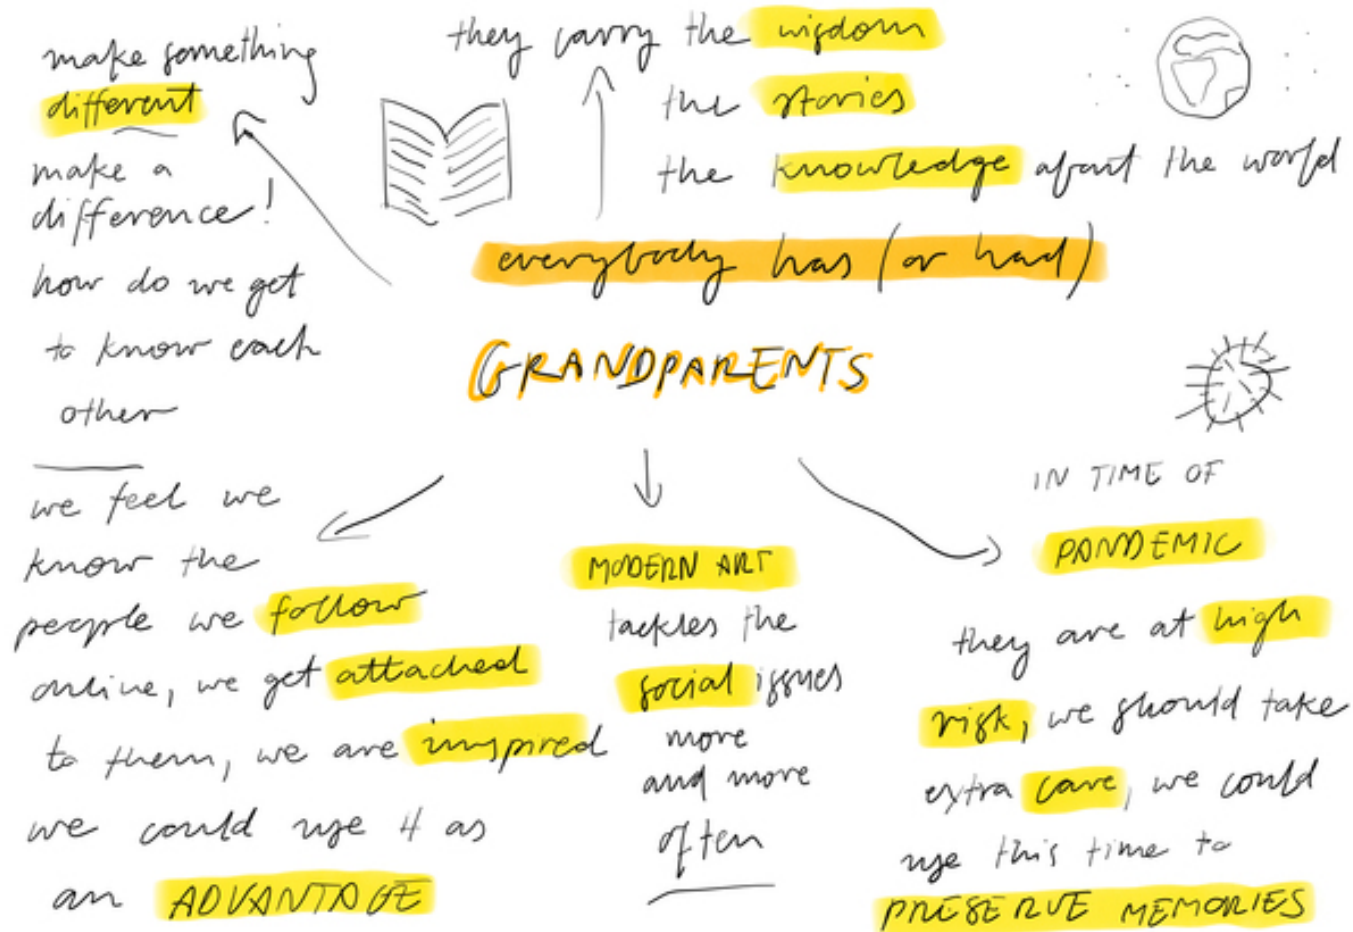 make something
different
make a
difference!
how do we get
to know each
other
they carry the wisdom
the stories
the knowledge about the world
everybody has (or had)
GRANDPARENTS
we feel we
know the
people we follow
online, we get attached
to them, we are inspired
we could use it as
an ADVANTAGE
MODERN ART
tackles the
social issues
more
and more
often
IN TIME OF
PANDEMIC
they are at high
risk, we should take
extra care, we could
use this time to
PRESERVE MEMORIES